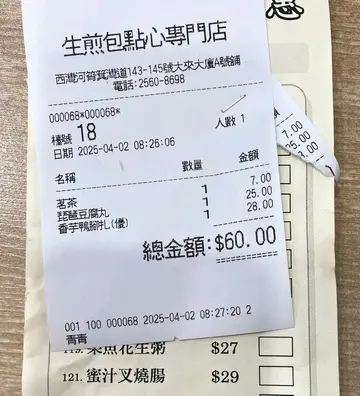 生煎包點心專門店
西灣河筲箕灣道143-145號大來大廈A號舖
電話:2560-8698
000068*000068*
檯號 18 人數 1
日期 2025-04-02 08:26:06
名稱 數量 金額
茗茶 1 7.00
琵琶豆腐丸 1 25.00
香芋鴨腳扎(優) 1 28.00
總金額:$60.00
001 100 000068 2025-04-02 08:27:20 2
青青
7.00
花生粥 $27
121. 蜜汁叉燒腸 $29